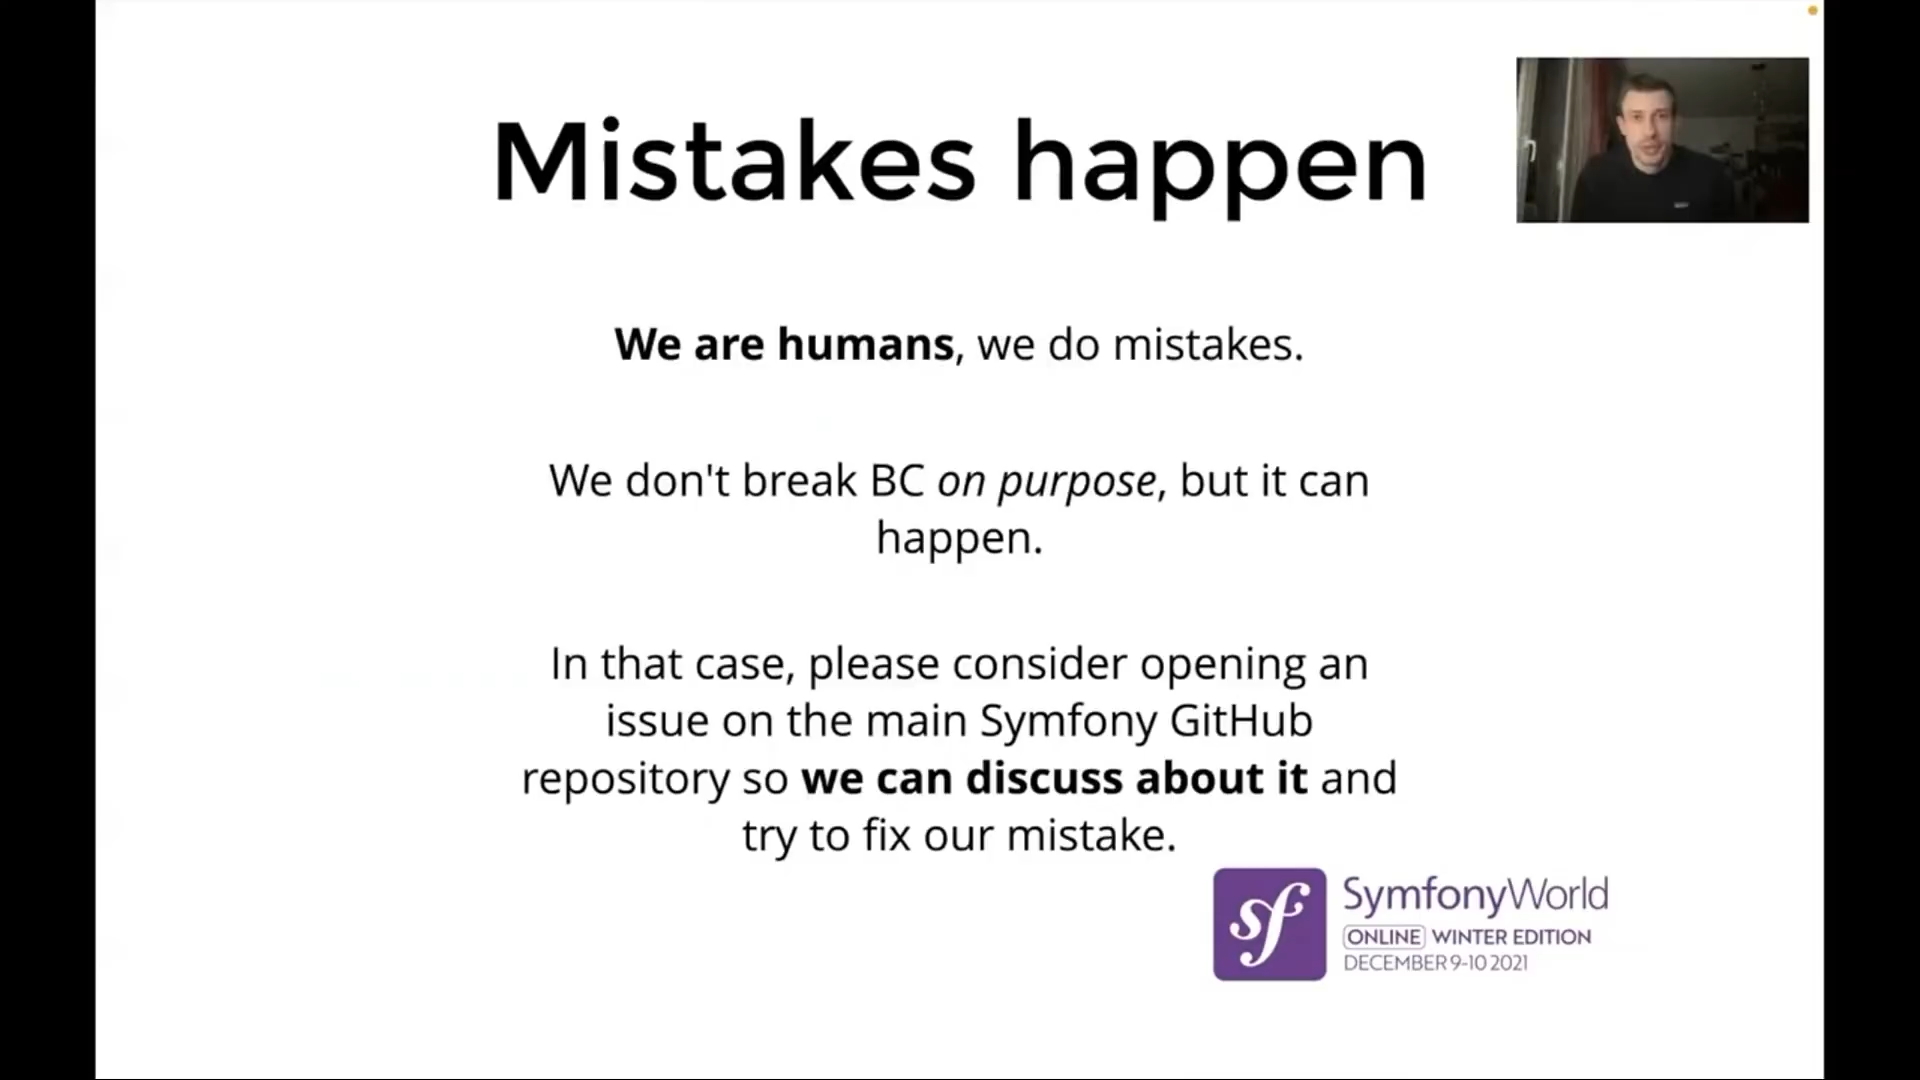 Mistakes happen
We are humans, we do mistakes.
We don't break BC on purpose, but it can
happen.
In that case, please consider opening an
issue on the main Symfony GitHub
repository so we can discuss about it and
try to fix our mistake.
sf
SymfonyWorld
ONLINE WINTER EDITION
DECEMBER 9-10 2021